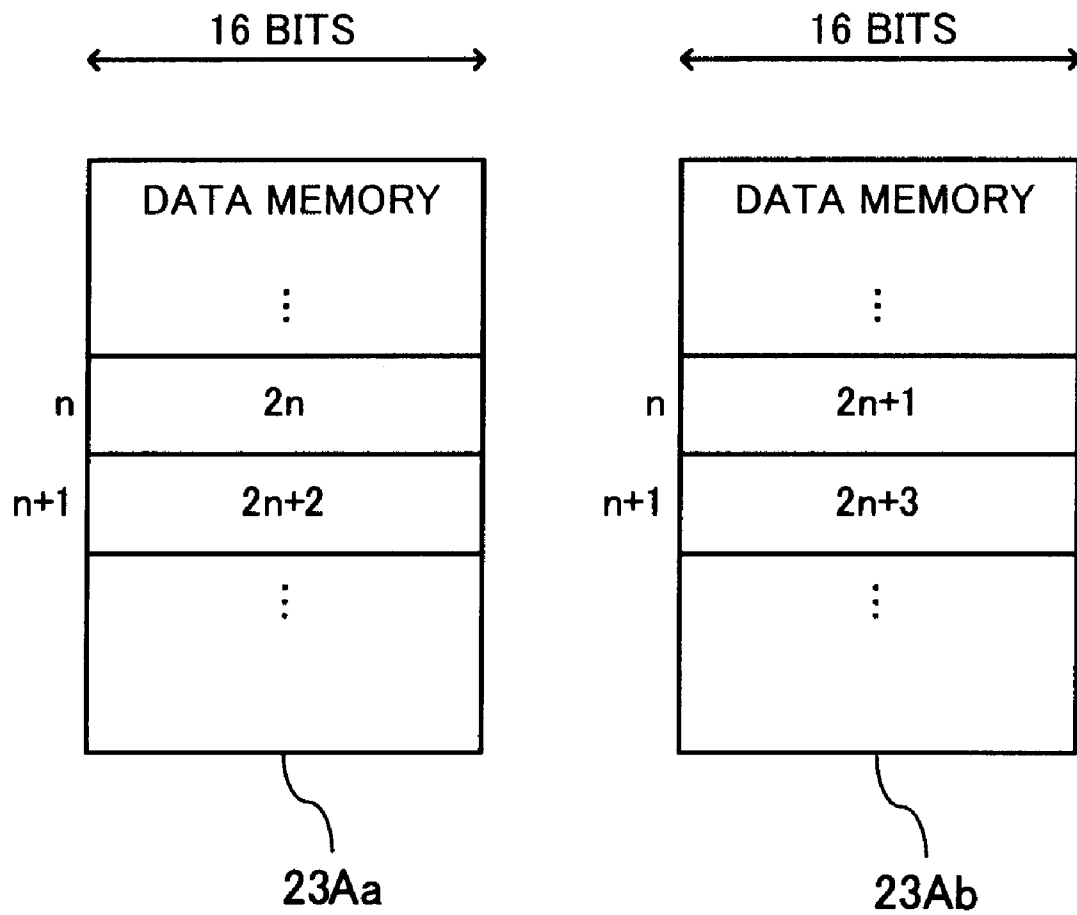 16 BITS 16 BITS
DATA MEMORY DATA MEMORY
⋮ ⋮
n 2n n 2n+1
n+1 2n+2 n+1 2n+3
⋮ ⋮
23Aa 23Ab